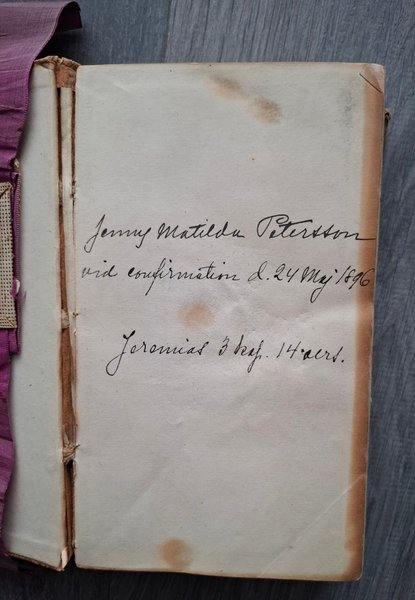 Jenny Matilda Petersson
vid confirmation d. 24 Maj 1896
Jeremias 3 kap. 14 vers.